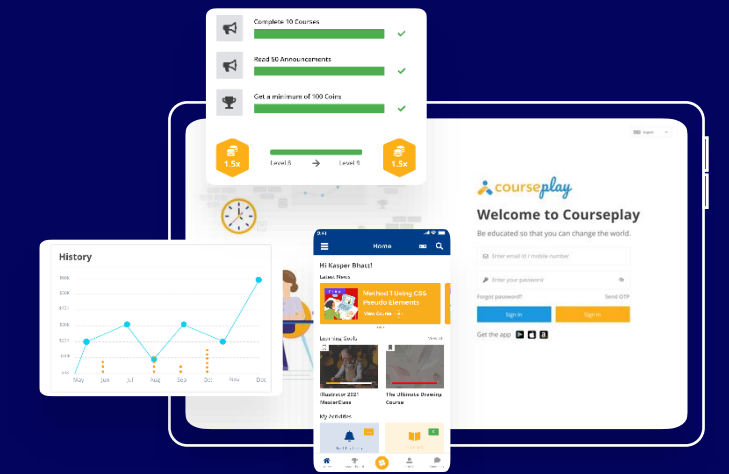 Complete 10 Courses
Read 50 Announcements
Get a minimum of 100 Coins
1.5x
Level 8
Level 9
1.5x
courseplay
Welcome to Courseplay
Be educated so that you can change the world.
Enter email id / mobile number
Enter your password
Forgot password?
Send OTP
Sign in
Sign in
Get the app
History
May
Jun
Jul
Aug
Sep
Oct
Nov
Dec
Home
Hi Kasper Bhatt!
Latest News
Method 1 Using CSS
Pseudo Elements
View Course
Learning Goals
View all
Illustrator 2021
MasterClass
The Ultimate Drawing
Course
My Activities